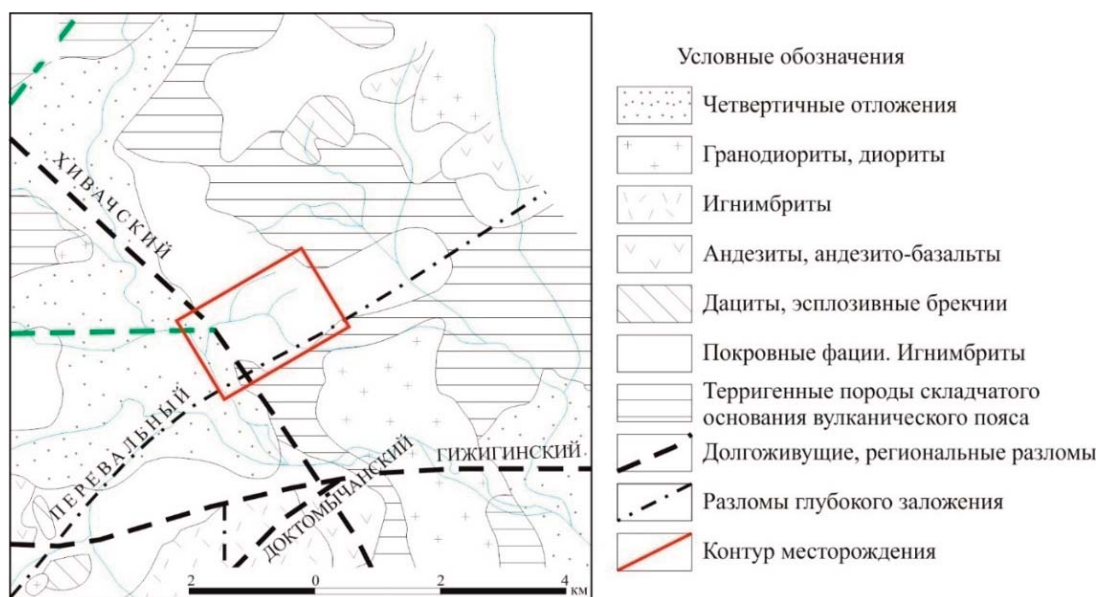 ХИВАЧСКИЙ
ПЕРЕВАЛЬНЫЙ
ГИЖИГИНСКИЙ
ДОКТОМЫЧАНСКИЙ
2 0 2 4
км
Условные обозначения
Четвертичные отложения
Гранодиориты, диориты
Игнимбриты
Андезиты, андезито-базальты
Дациты, эсплозивные брекчии
Покровные фации. Игнимбриты
Терригенные породы складчатого
основания вулканического пояса
Долгоживущие, региональные разломы
Разломы глубокого заложения
Контур месторождения